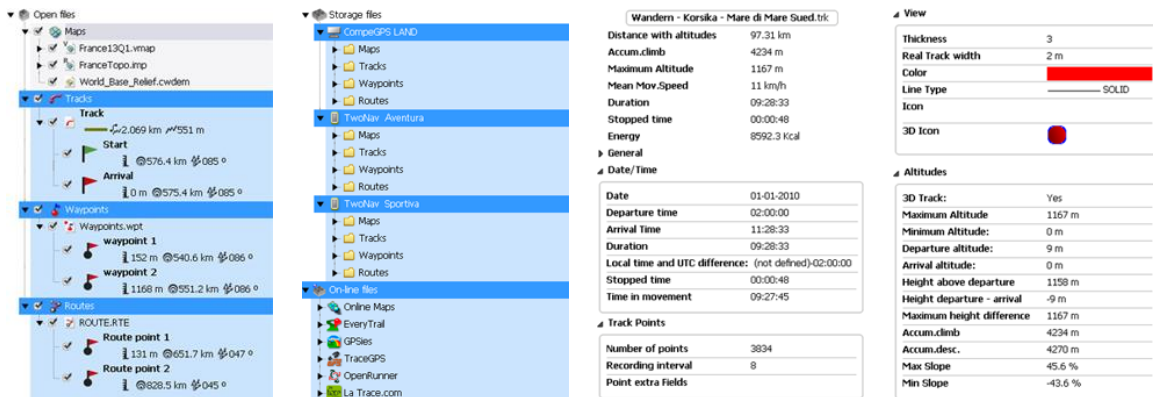 Open files
Maps
France13Q1.vmap
FranceTopo.imp
World_Base_Relief.cwdem
Tracks
Track
2.069 km 551 m
Start
576.4 km 085 º
Arrival
0 m 575.4 km 085 º
Waypoints
Waypoints.wpt
waypoint 1
152 m 540.6 km 086 º
waypoint 2
1168 m 551.2 km 086 º
Routes
ROUTE.RTE
Route point 1
131 m 651.7 km 047 º
Route point 2
828.5 km 045 º
Storage files
CompeGPS LAND
Maps
Tracks
Waypoints
Routes
TwoNav Aventura
Maps
Tracks
Waypoints
Routes
TwoNav Sportiva
Maps
Tracks
Waypoints
Routes
On-line files
Online Maps
EveryTrail
GPSies
TraceGPS
OpenRunner
La Trace.com
Wandern - Korsika - Mare di Mare Sued.trk
Distance with altitudes 97.31 km
Accum.climb 4234 m
Maximum Altitude 1167 m
Mean Mov.Speed 11 km/h
Duration 09:28:33
Stopped time 00:00:48
Energy 8592.3 Kcal
General
Date/Time
Date 01-01-2010
Departure time 02:00:00
Arrival Time 11:28:33
Duration 09:28:33
Local time and UTC difference: (not defined)-02:00:00
Stopped time 00:00:48
Time in movement 09:27:45
Track Points
Number of points 3834
Recording interval 8
Point extra Fields
View
Thickness 3
Real Track width 2 m
Color
Line Type SOLID
Icon
3D Icon
Altitudes
3D Track: Yes
Maximum Altitude 1167 m
Minimum Altitude: 0 m
Departure altitude: 9 m
Arrival altitude: 0 m
Height above departure 1158 m
Height departure - arrival -9 m
Maximum height difference 1167 m
Accum.climb 4234 m
Accum.desc. 4270 m
Max Slope 45.6 %
Min Slope -43.6 %